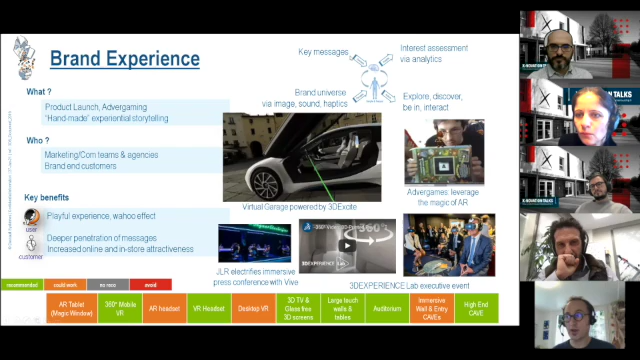 Brand Experience
Key messages
Interest assessment
via analytics
Brand universe
via image, sound, haptics
Explore, discover,
be in, interact
What ?
Product Launch, Advergaming
"Hand-made" experiential storytelling
Who ?
Marketing/Com teams & agencies
Brand end customers
Key benefits
user
Playful experience, wahoo effect
customer
Deeper penetration of messages
Increased online and in-store attractiveness
Virtual Garage powered by 3DExcite
Advergames: leverage
the magic of AR
JLR electrifies immersive
press conference with Vive
360°
3DEXPERIENCE Lab executive event
recommended
could work
no reco
avoid
AR Tablet
(Magic Window)
360° Mobile
VR
AR headset
VR Headset
Desktop VR
3D TV &
Glass free
3D screens
Large touch
walls &
tables
Auditorium
Immersive
Wall & Entry
CAVEs
High End
CAVE
X-NOVATION TALKS